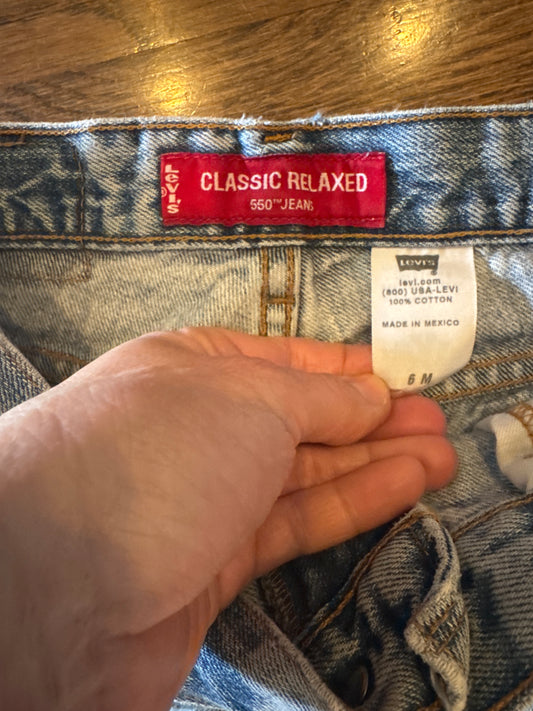 Levi's
®
CLASSIC RELAXED
550™JEANS
LEVI'S
levi.com
(800) USA-LEVI
100% COTTON
MADE IN MEXICO
6 M